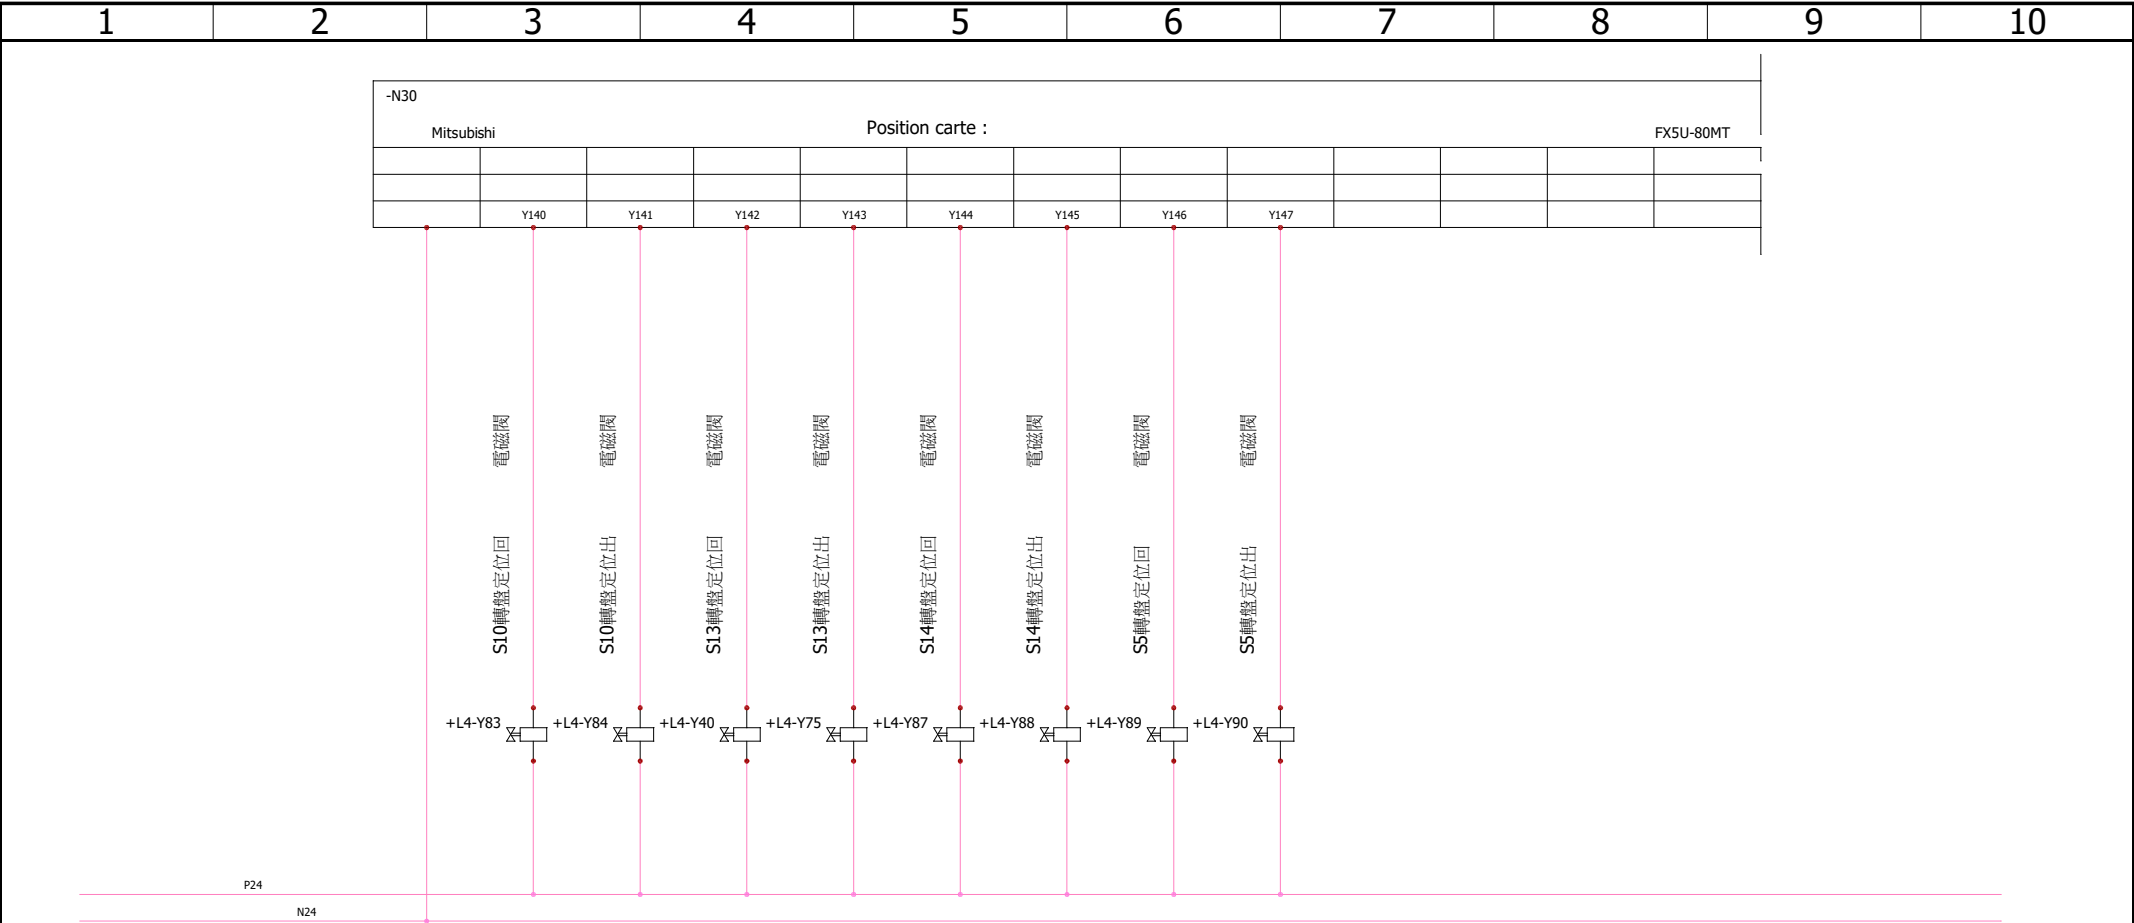 1 2 3 4 5 6 7 8 9 10
-N30
Mitsubishi Position carte : FX5U-80MT
Y140 Y141 Y142 Y143 Y144 Y145 Y146 Y147
S10轉盤定位回 電磁閥
S10轉盤定位出 電磁閥
S13轉盤定位回 電磁閥
S13轉盤定位出 電磁閥
S14轉盤定位回 電磁閥
S14轉盤定位出 電磁閥
S5轉盤定位回 電磁閥
S5轉盤定位出 電磁閥
+L4-Y83 +L4-Y84 +L4-Y40 +L4-Y75 +L4-Y87 +L4-Y88 +L4-Y89 +L4-Y90
P24
N24